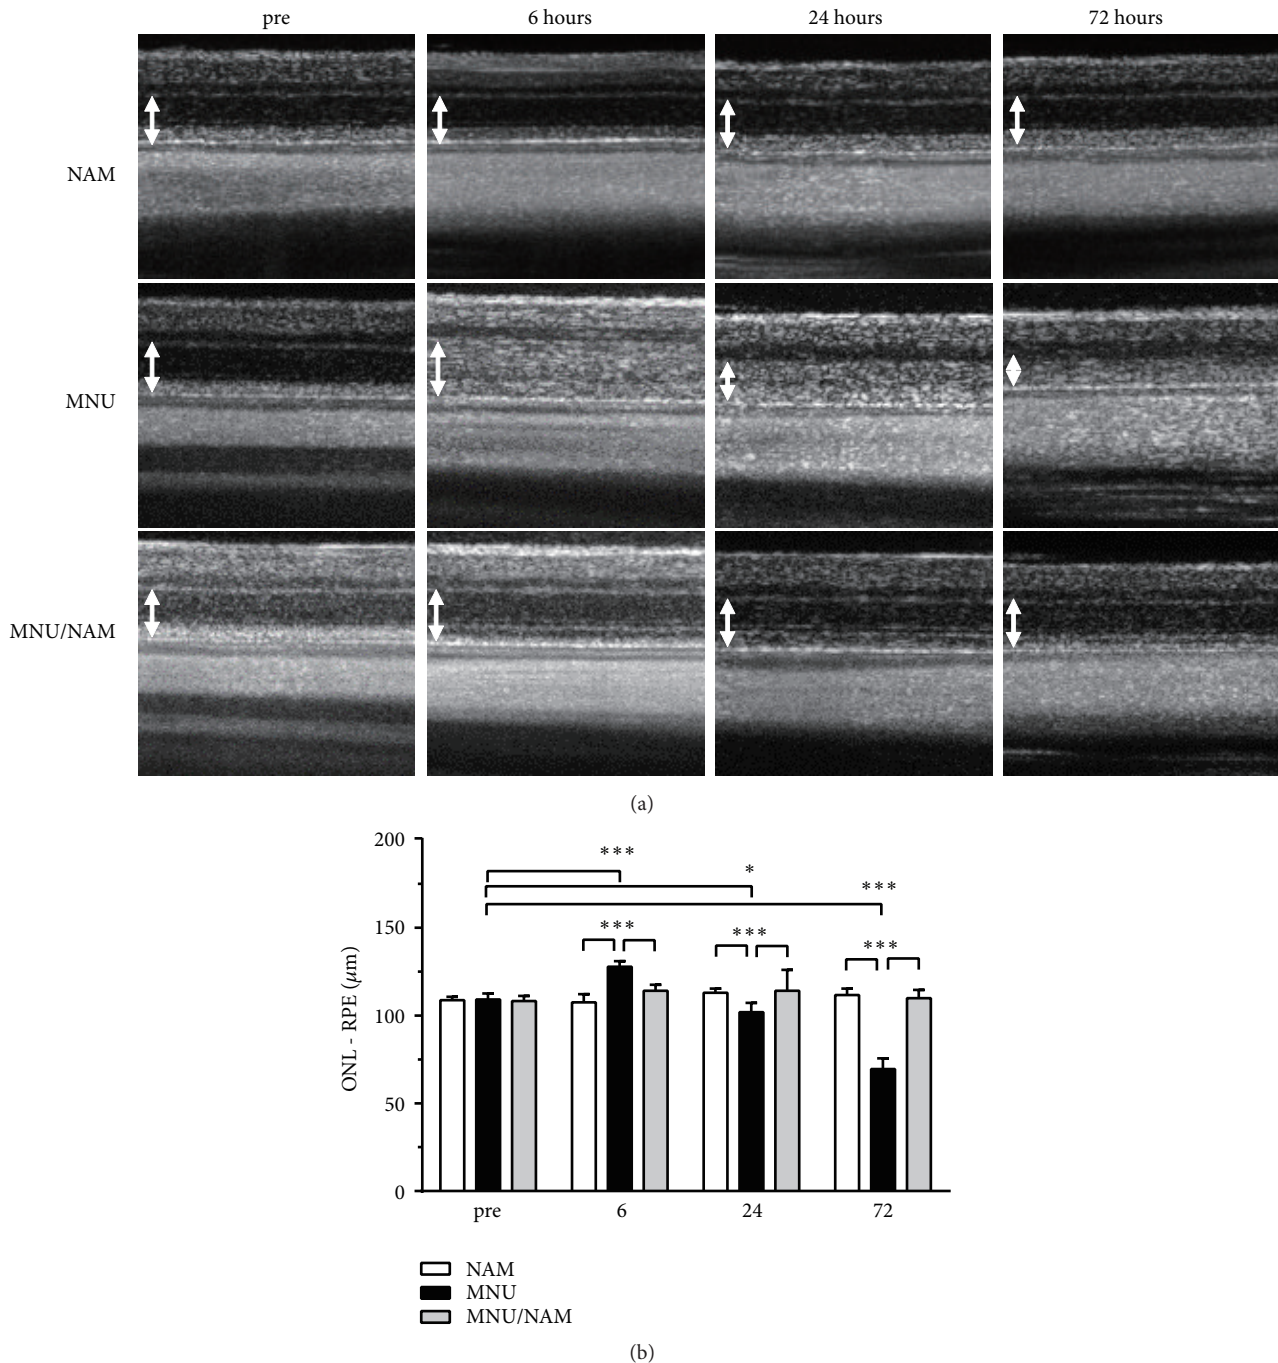 pre 6 hours 24 hours 72 hours
NAM
MNU
MNU/NAM
(a)
200
150
100
50
0
ONL - RPE (μm)
***
*
***
*** *** ***
pre 6 24 72
NAM
MNU
MNU/NAM
(b)